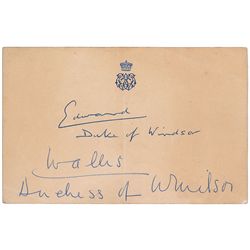 Edward
Duke of Windsor
Wallis
Duchess of Windsor